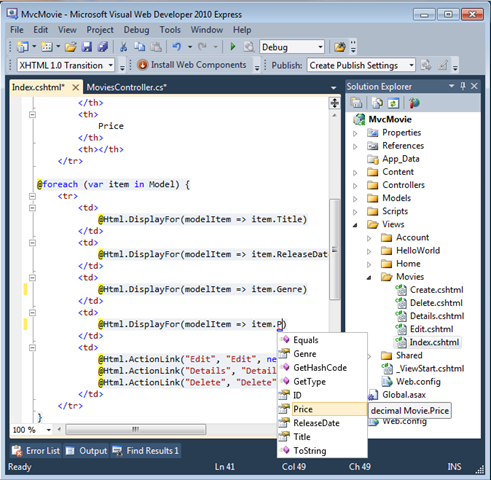 MvcMovie - Microsoft Visual Web Developer 2010 Express
File Edit View Project Debug Tools Window Help
Debug
XHTML 1.0 Transition Install Web Components Publish: Create Publish Settings
Index.cshtml* MoviesController.cs*
</th>
<th>
Price
</th>
<th></th>
</tr>
@foreach (var item in Model) {
<tr>
<td>
@Html.DisplayFor(modelItem => item.Title)
</td>
<td>
@Html.DisplayFor(modelItem => item.ReleaseDat
</td>
<td>
@Html.DisplayFor(modelItem => item.Genre)
</td>
<td>
@Html.DisplayFor(modelItem => item.P)
</td>
<td>
@Html.ActionLink("Edit", "Edit", ne
@Html.ActionLink("Details", "Detail
@Html.ActionLink("Delete", "Delete"
</td>
</tr>
}
Equals
Genre
GetHashCode
GetType
ID
Price
ReleaseDate
Title
ToString
decimal Movie.Price
100 %
Solution Explorer
MvcMovie
Properties
References
App_Data
Content
Controllers
Models
Scripts
Views
Account
HelloWorld
Home
Movies
Create.cshtml
Delete.cshtml
Details.cshtml
Edit.cshtml
Index.cshtml
Shared
_ViewStart.cshtml
Web.config
Global.asax
Web.config
Error List Output Find Results 1
Ready Ln 41 Col 49 Ch 49